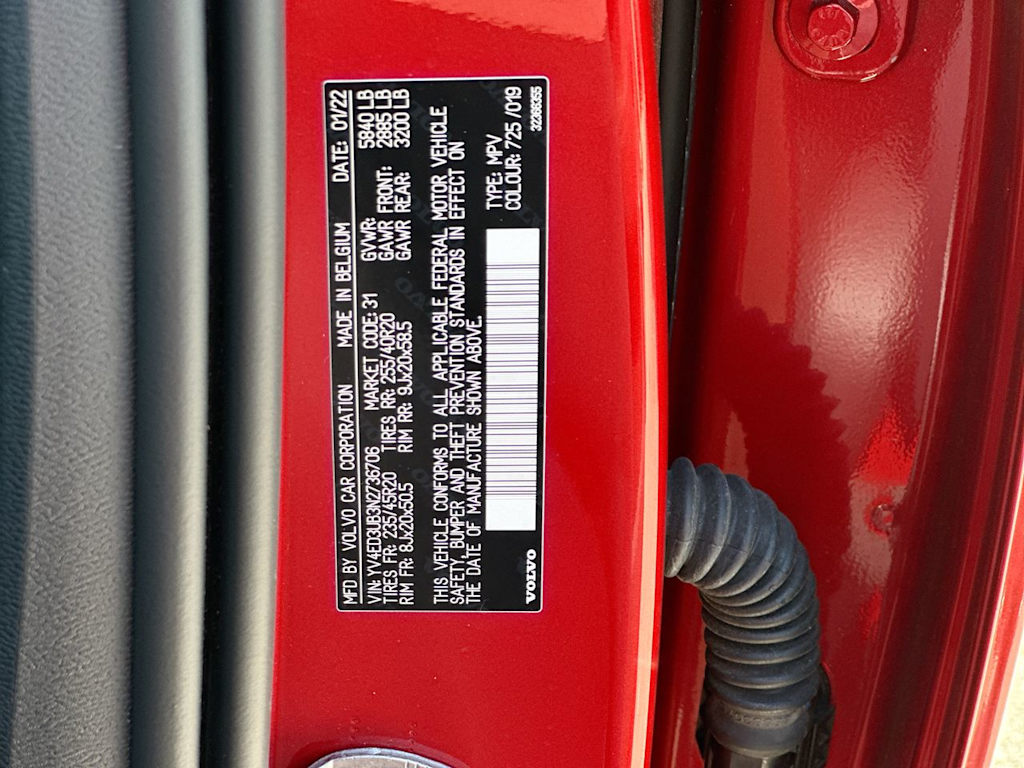 MFD BY VOLVO CAR CORPORATION MADE IN BELGIUM DATE: 01/22
VIN: YV4ED3UB3N2736706 MARKET CODE: 31 GVWR: 5840 LB
TIRES FR: 235/45R20 TIRES RR: 255/40R20 GAWR FRONT: 2885 LB
RIM FR: 8Jx20x50.5 RIM RR: 9Jx20x58.5 GAWR REAR: 3200 LB
THIS VEHICLE CONFORMS TO ALL APPLICABLE FEDERAL MOTOR VEHICLE
SAFETY, BUMPER AND THEFT PREVENTION STANDARDS IN EFFECT ON
THE DATE OF MANUFACTURE SHOWN ABOVE.
TYPE: MPV
COLOUR: 725 /019
VOLVO 32366355